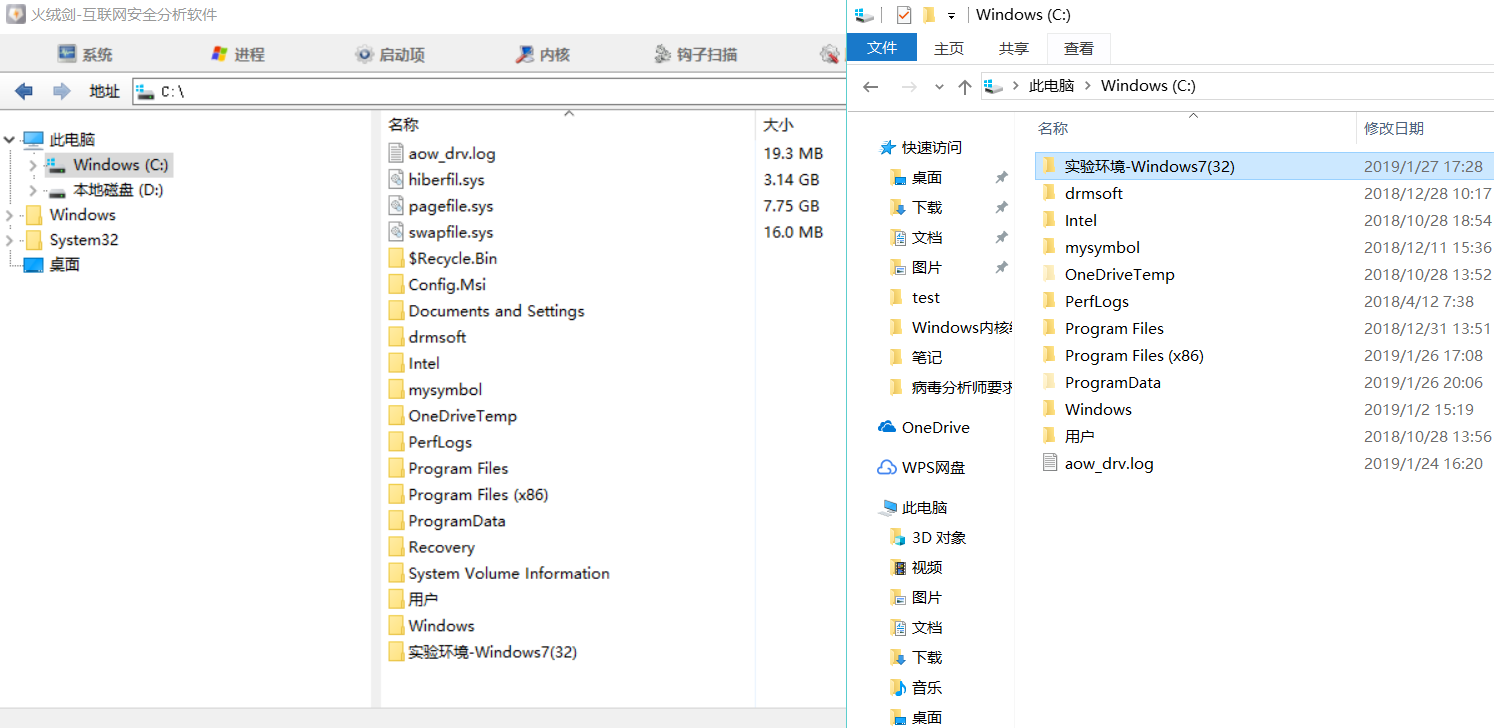 火绒剑-互联网安全分析软件
系统 进程 启动项 内核 钩子扫描
地址 C:\
此电脑
Windows (C:)
本地磁盘 (D:)
Windows
System32
桌面
名称 大小
aow_drv.log 19.3 MB
hiberfil.sys 3.14 GB
pagefile.sys 7.75 GB
swapfile.sys 16.0 MB
$Recycle.Bin
Config.Msi
Documents and Settings
drmsoft
Intel
mysymbol
OneDriveTemp
PerfLogs
Program Files
Program Files (x86)
ProgramData
Recovery
System Volume Information
用户
Windows
实验环境-Windows7(32)
Windows (C:)
文件 主页 共享 查看
此电脑 Windows (C:)
快速访问
桌面
下载
文档
图片
test
Windows内核
笔记
病毒分析师要求
OneDrive
WPS网盘
此电脑
3D 对象
视频
图片
文档
下载
音乐
桌面
名称 修改日期
实验环境-Windows7(32) 2019/1/27 17:28
drmsoft 2018/12/28 10:17
Intel 2018/10/28 18:54
mysymbol 2018/12/11 15:36
OneDriveTemp 2018/10/28 13:52
PerfLogs 2018/4/12 7:38
Program Files 2018/12/31 13:51
Program Files (x86) 2019/1/26 17:08
ProgramData 2019/1/26 20:06
Windows 2019/1/2 15:19
用户 2018/10/28 13:56
aow_drv.log 2019/1/24 16:20